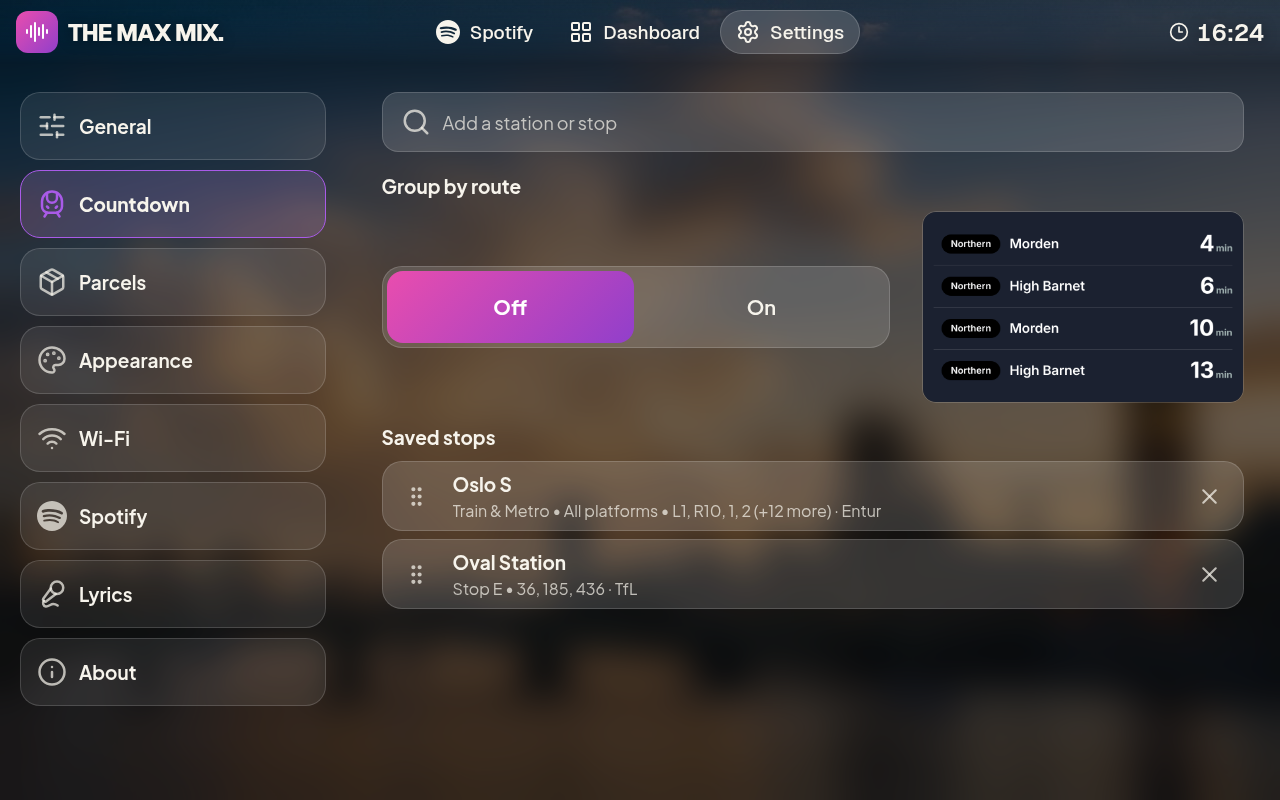 THE MAX MIX.
Spotify
Dashboard
Settings
16:24
General
Countdown
Parcels
Appearance
Wi-Fi
Spotify
Lyrics
About
Add a station or stop
Group by route
Off
On
Northern Morden 4 min
Northern High Barnet 6 min
Northern Morden 10 min
Northern High Barnet 13 min
Saved stops
Oslo S
Train & Metro • All platforms • L1, R10, 1, 2 (+12 more) · Entur
Oval Station
Stop E • 36, 185, 436 · TfL